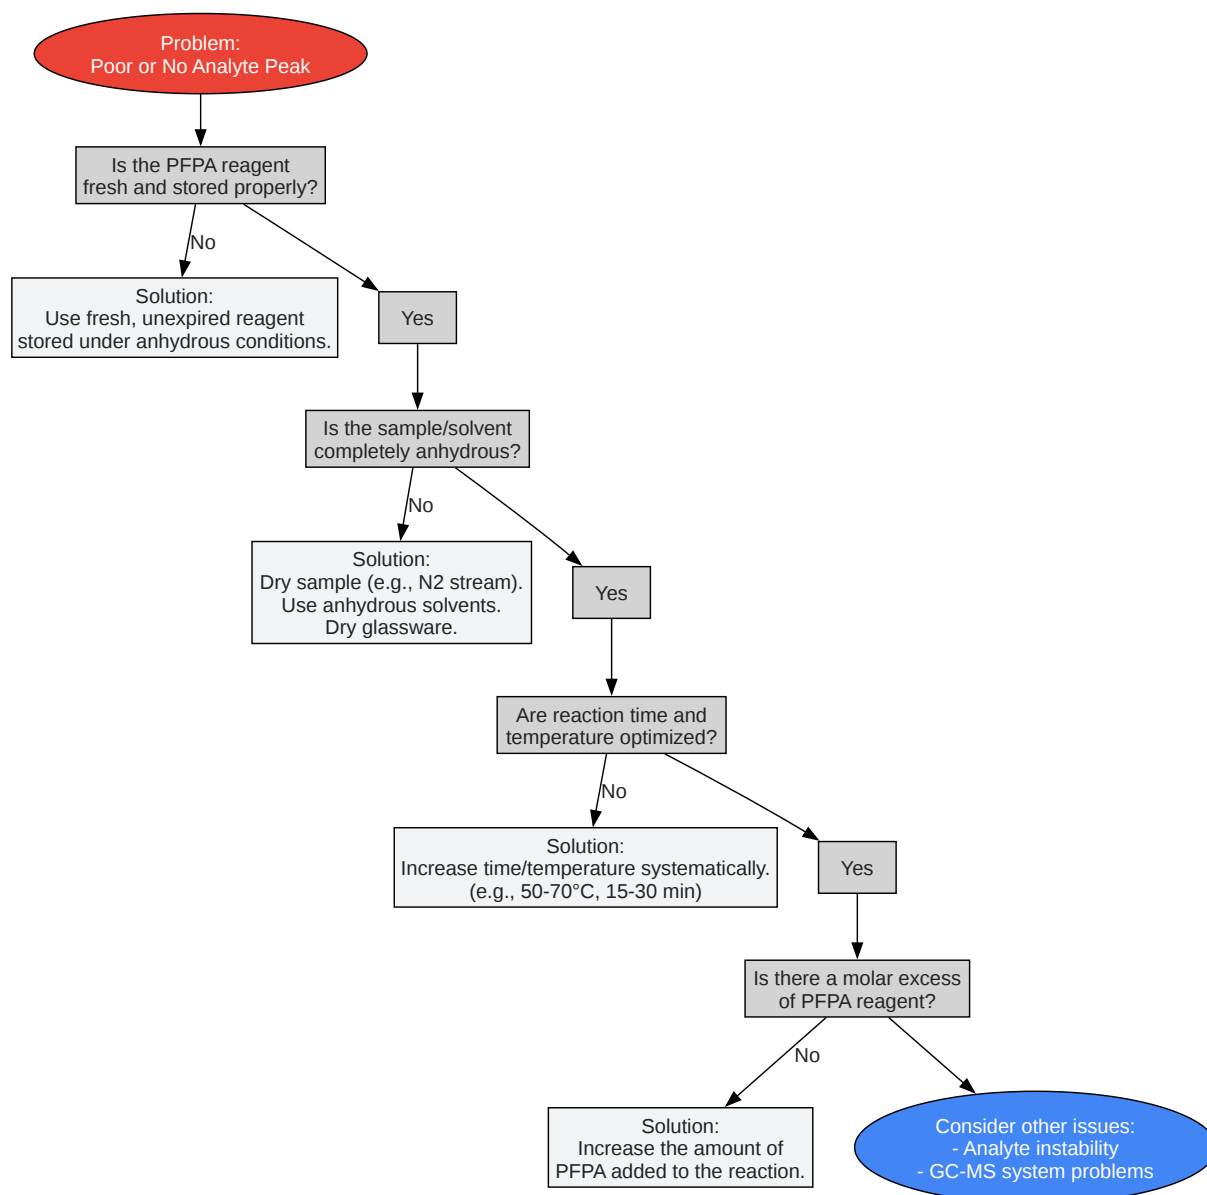 Problem:
Poor or No Analyte Peak
Is the PFPA reagent
fresh and stored properly?
No
Solution:
Use fresh, unexpired reagent
stored under anhydrous conditions.
Yes
Is the sample/solvent
completely anhydrous?
No
Solution:
Dry sample (e.g., N2 stream).
Use anhydrous solvents.
Dry glassware.
Yes
Are reaction time and
temperature optimized?
No
Solution:
Increase time/temperature systematically.
(e.g., 50-70°C, 15-30 min)
Yes
Is there a molar excess
of PFPA reagent?
No
Solution:
Increase the amount of
PFPA added to the reaction.
Consider other issues:
- Analyte instability
- GC-MS system problems